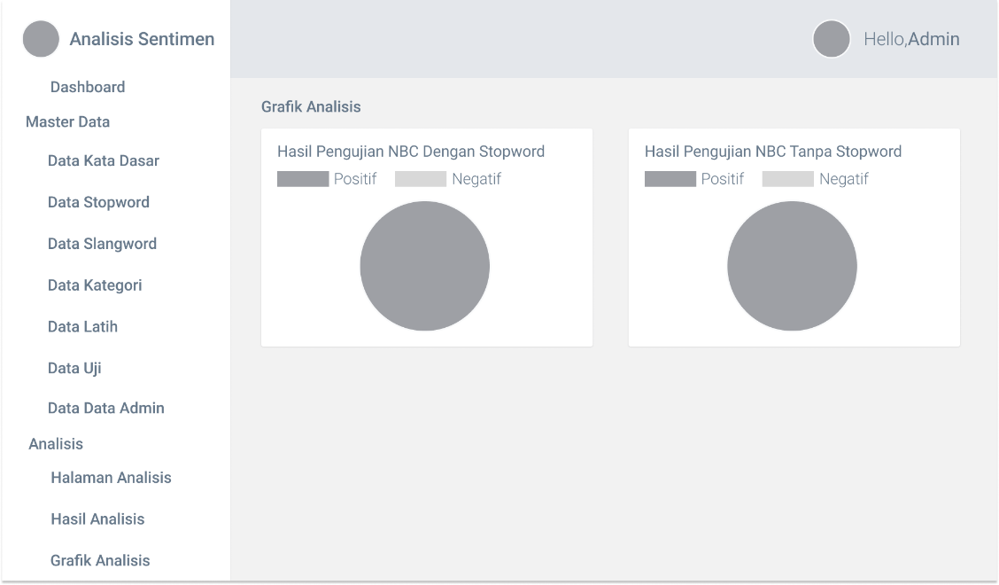 Analisis Sentimen
Hello,Admin
Dashboard
Master Data
Data Kata Dasar
Data Stopword
Data Slangword
Data Kategori
Data Latih
Data Uji
Data Data Admin
Analisis
Halaman Analisis
Hasil Analisis
Grafik Analisis
Grafik Analisis
Hasil Pengujian NBC Dengan Stopword
Positif Negatif
Hasil Pengujian NBC Tanpa Stopword
Positif Negatif